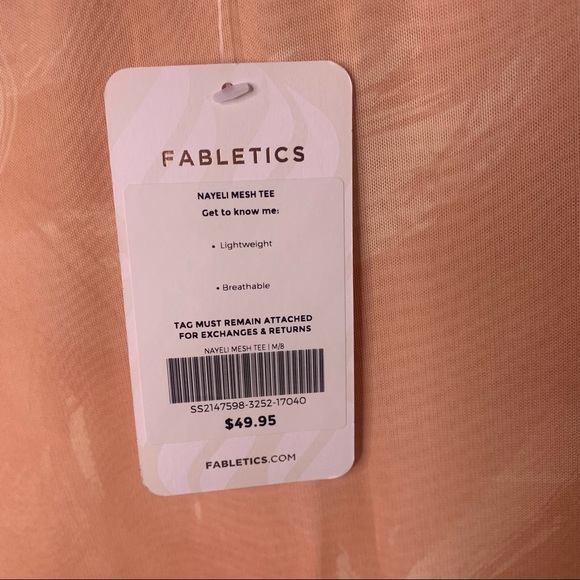 FABLETICS
NAYELI MESH TEE
Get to know me:
• Lightweight
• Breathable
TAG MUST REMAIN ATTACHED
FOR EXCHANGES & RETURNS
NAYELI MESH TEE | M/8
SS2147598-3252-17040
$49.95
FABLETICS.COM